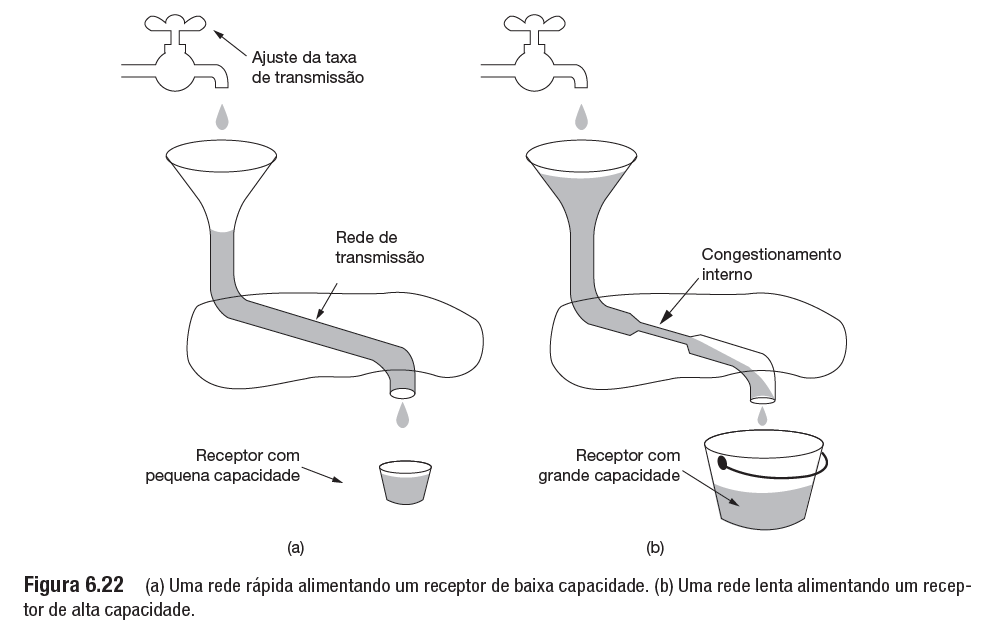 Ajuste da taxa
de transmissão
Rede de
transmissão
Receptor com
pequena capacidade
(a)
Congestionamento
interno
Receptor com
grande capacidade
(b)
Figura 6.22 (a) Uma rede rápida alimentando um receptor de baixa capacidade. (b) Uma rede lenta alimentando um recep-
tor de alta capacidade.